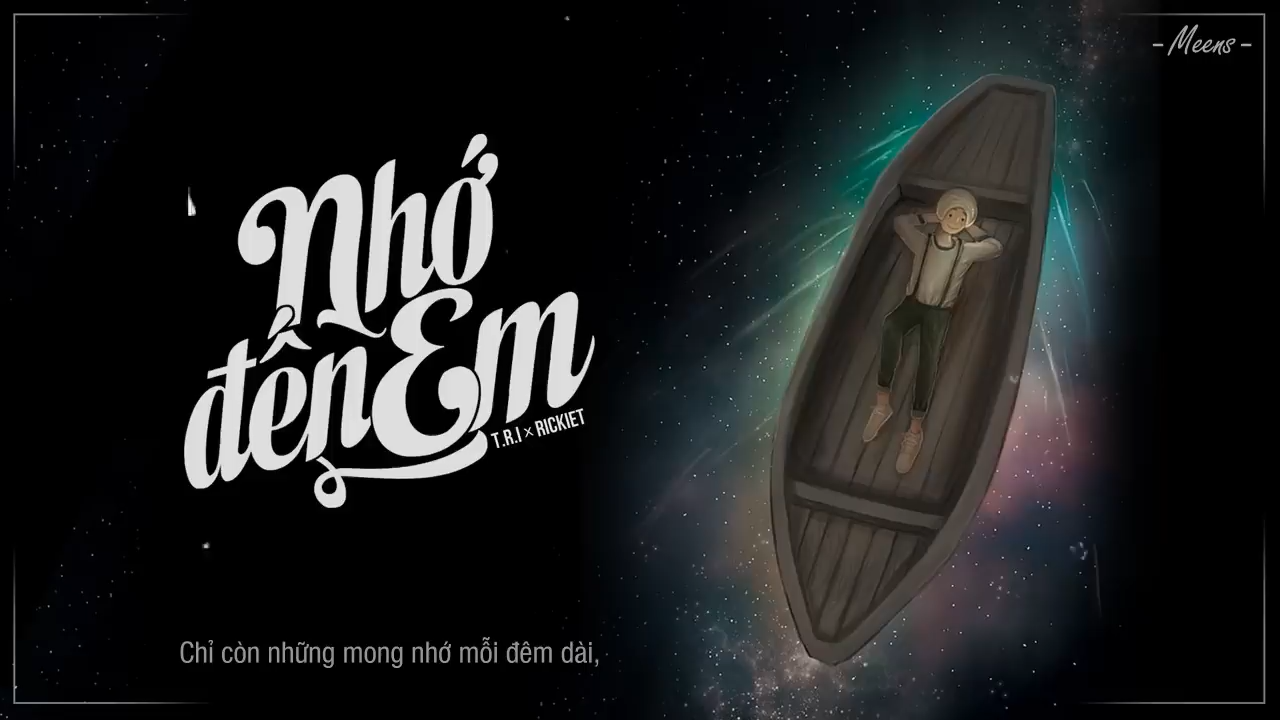 - Meens -
Nhớ
đến Em
T.R.I × RICKIET
Chỉ còn những mong nhớ mỗi đêm dài,